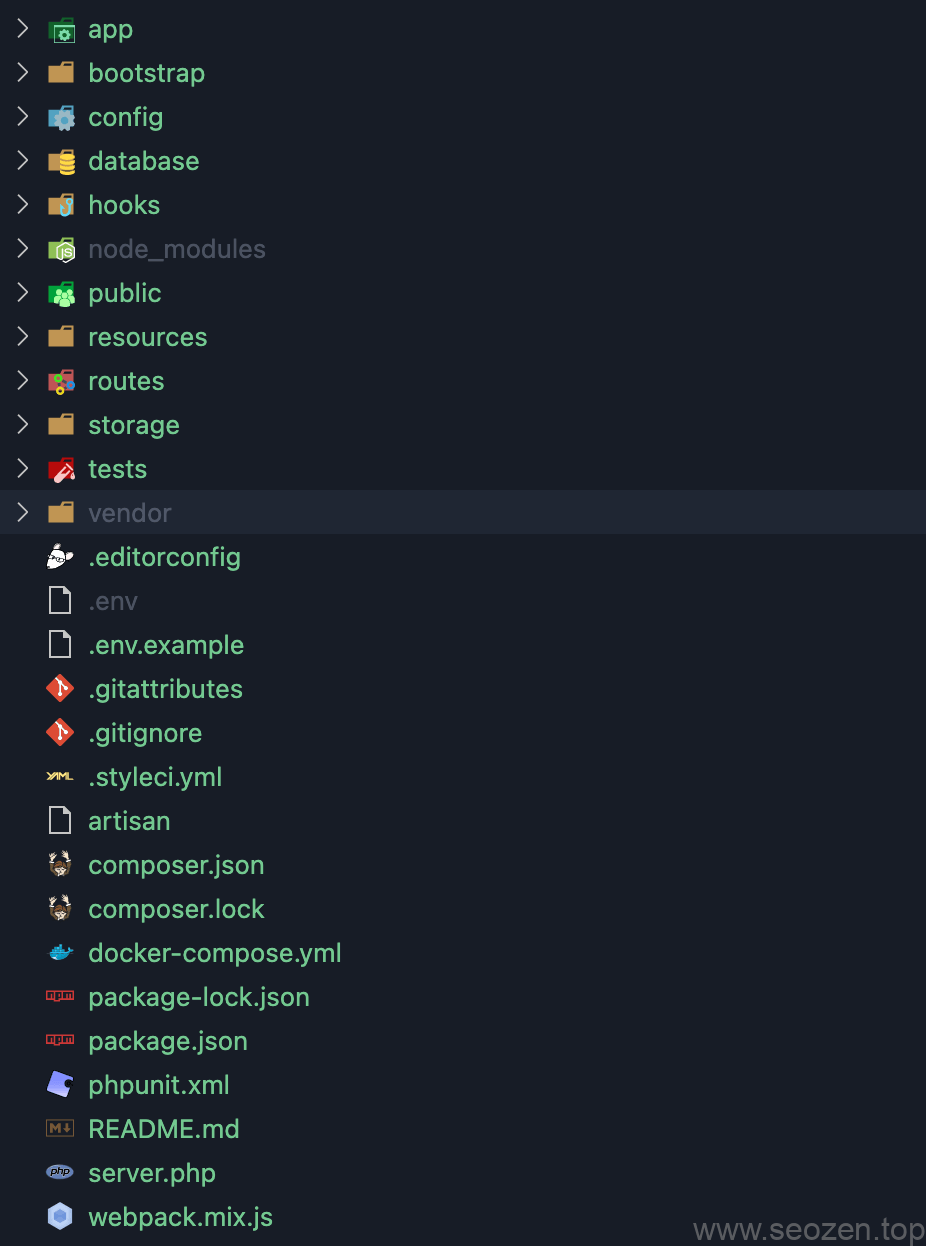 app
bootstrap
config
database
hooks
node_modules
public
resources
routes
storage
tests
vendor
.editorconfig
.env
.env.example
.gitattributes
.gitignore
.styleci.yml
artisan
composer.json
composer.lock
docker-compose.yml
package-lock.json
package.json
phpunit.xml
README.md
server.php
webpack.mix.js
www.seozen.top